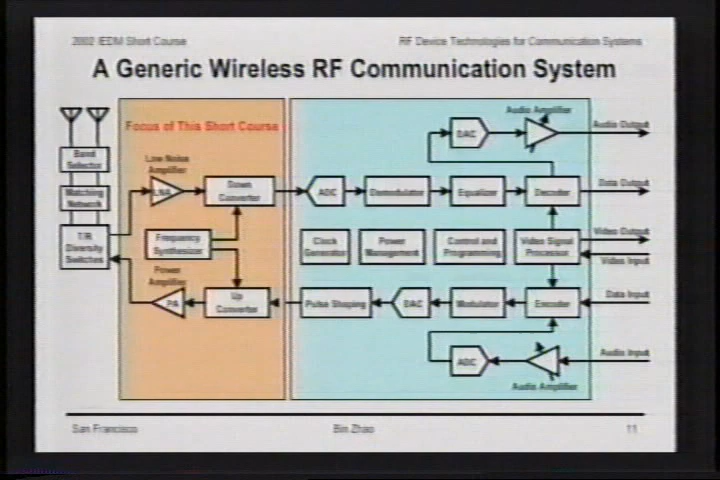 2002 IEDM Short Course
RF Device Technologies for Communication Systems
A Generic Wireless RF Communication System
Focus of This Short Course
Band
Selector
Matching
Network
T/R
Diversity
Switches
Low Noise
Amplifier
LNA
Down
Converter
Frequency
Synthesizer
Power
Amplifier
PA
Up
Converter
Audio Amplifier
DAC
Audio Output
ADC
Demodulator
Equalizer
Decoder
Data Output
Clock
Generator
Power
Management
Control and
Programming
Video Signal
Processor
Video Output
Video Input
Pulse Shaping
DAC
Modulator
Encoder
Data Input
ADC
Audio Input
Audio Amplifier
San Francisco
Bin Zhao
11